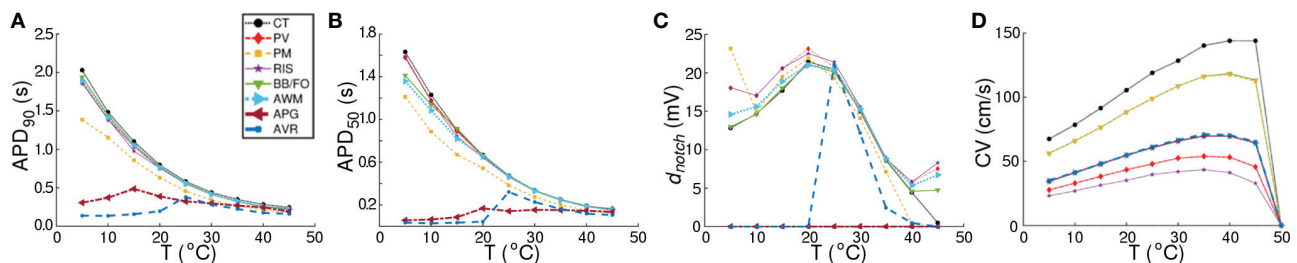 A
APD90 (s)
2.5
2.0
1.5
1.0
0.5
0.0
0 10 20 30 40 50
T (°C)
CT
PV
PM
RIS
BB/FO
AWM
APG
AVR
B
APD50 (s)
1.8
1.4
1.0
0.6
0.2
0 10 20 30 40 50
T (°C)
C
dnotch (mV)
25
20
15
10
5
0
0 10 20 30 40 50
T (°C)
D
CV (cm/s)
150
100
50
0
0 10 20 30 40 50
T (°C)